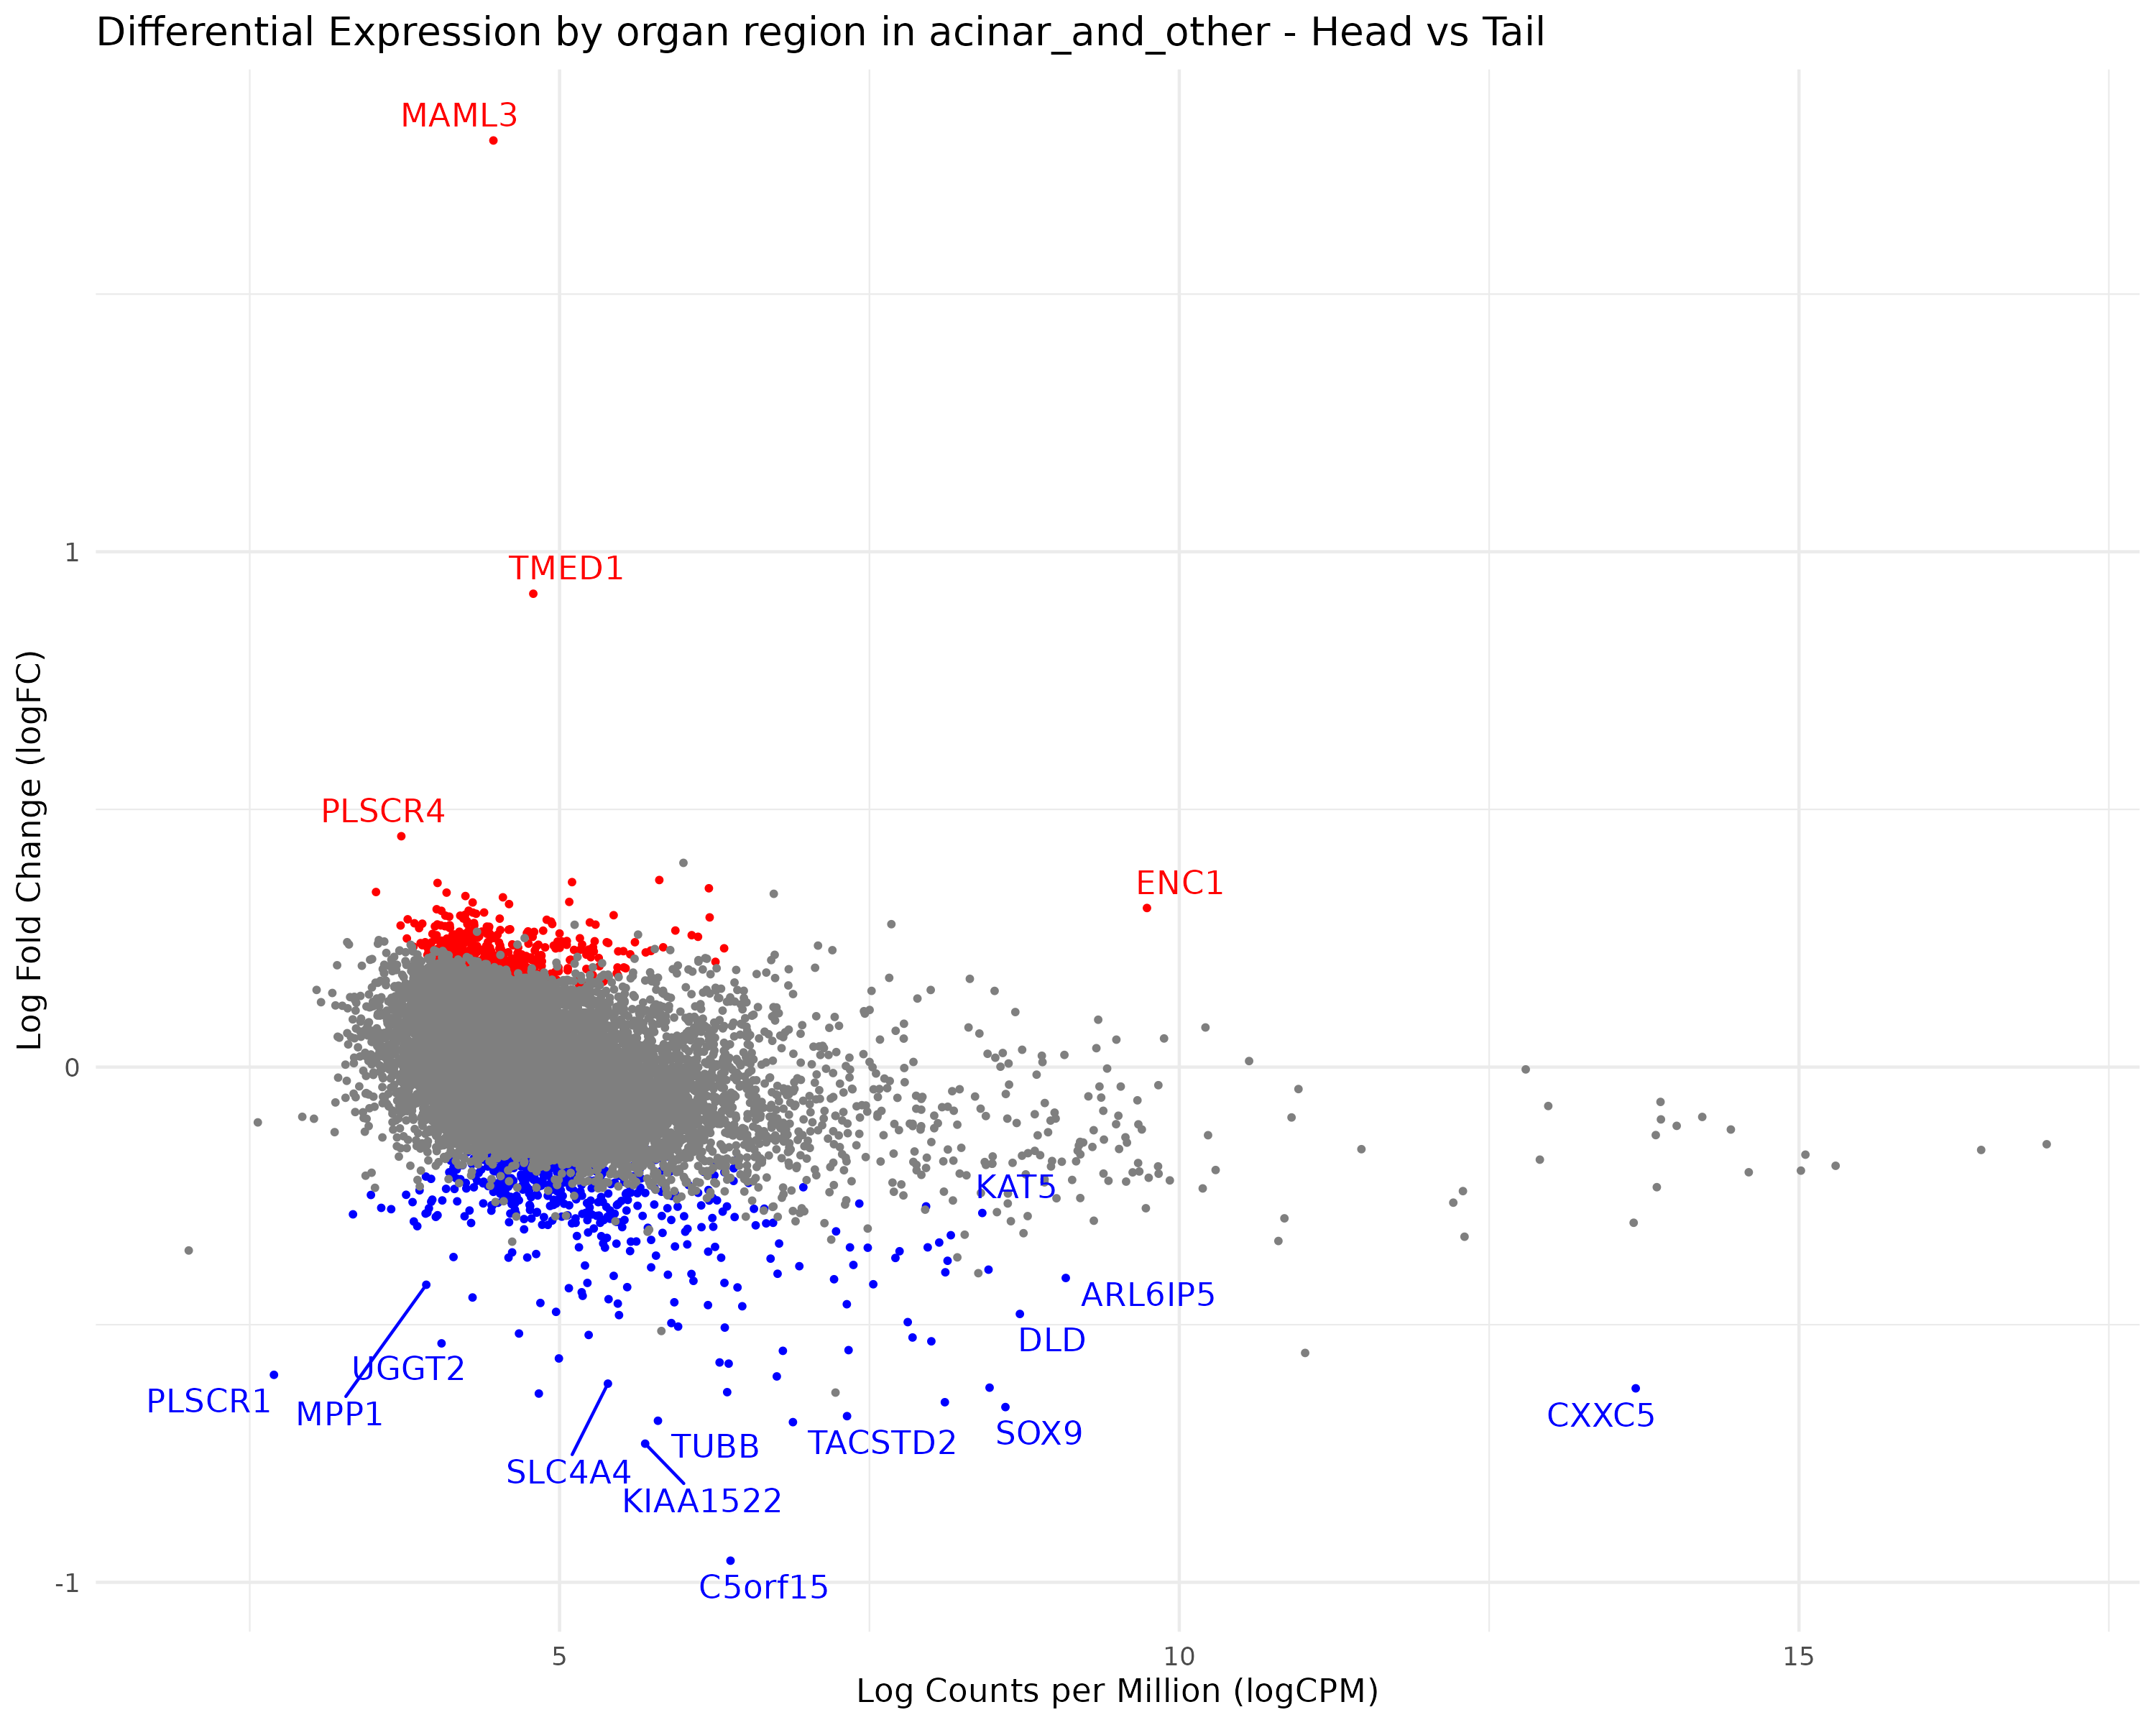 Differential Expression by organ region in acinar_and_other - Head vs Tail
MAML3
TMED1
PLSCR4
ENC1
KAT5
ARL6IP5
DLD
UGGT2
PLSCR1
MPP1
CXXC5
SOX9
TACSTD2
TUBB
SLC4A4
KIAA1522
C5orf15
1
0
-1
5
10
15
Log Fold Change (logFC)
Log Counts per Million (logCPM)